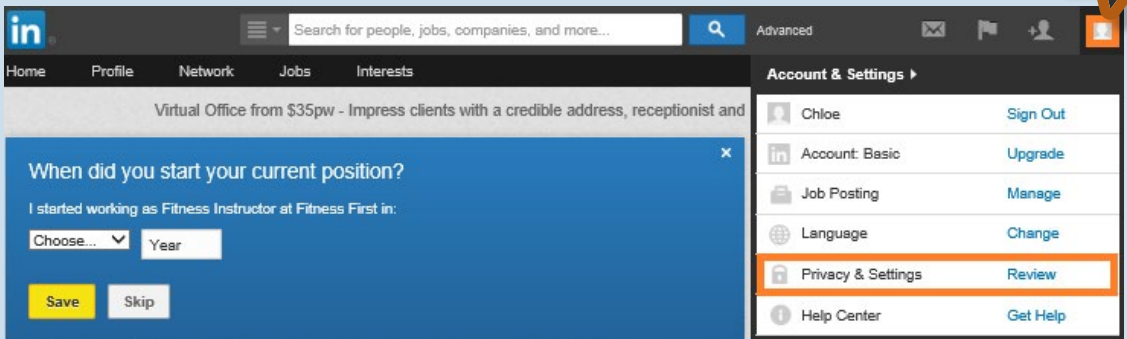 in
Search for people, jobs, companies, and more...
Advanced
Home Profile Network Jobs Interests
Account & Settings
Virtual Office from $35pw - Impress clients with a credible address, receptionist and
Chloe Sign Out
in Account: Basic Upgrade
Job Posting Manage
Language Change
Privacy & Settings Review
Help Center Get Help
When did you start your current position?
I started working as Fitness Instructor at Fitness First in:
Choose... Year
Save Skip